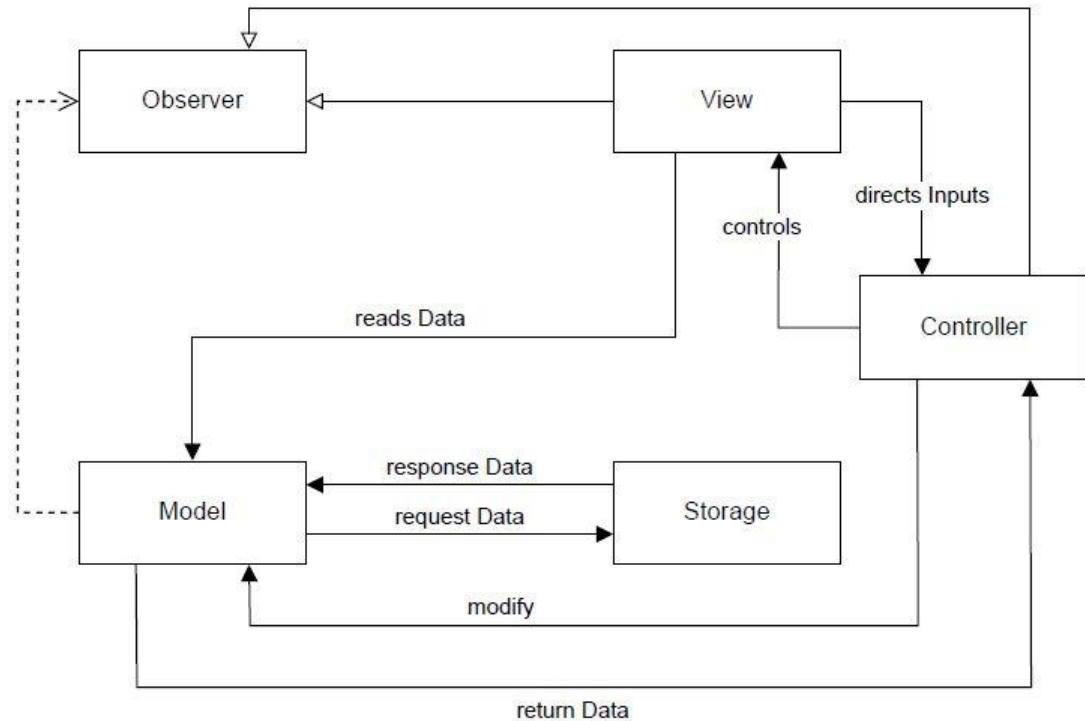 Observer
View
directs Inputs
controls
Controller
reads Data
response Data
Model
request Data
Storage
modify
return Data